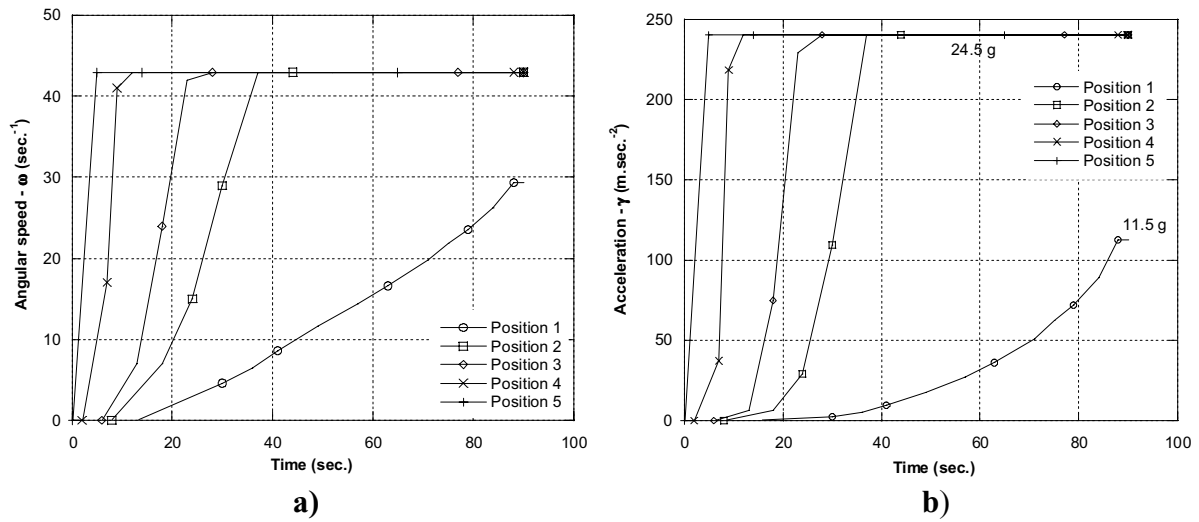 50
40
30
20
10
0
0 20 40 60 80 100
Angular speed - ω (sec.-1)
Time (sec.)
Position 1
Position 2
Position 3
Position 4
Position 5
a)
250
200
150
100
50
0
0 20 40 60 80 100
Acceleration - γ (m.sec.-2)
Time (sec.)
24.5 g
11.5 g
Position 1
Position 2
Position 3
Position 4
Position 5
b)